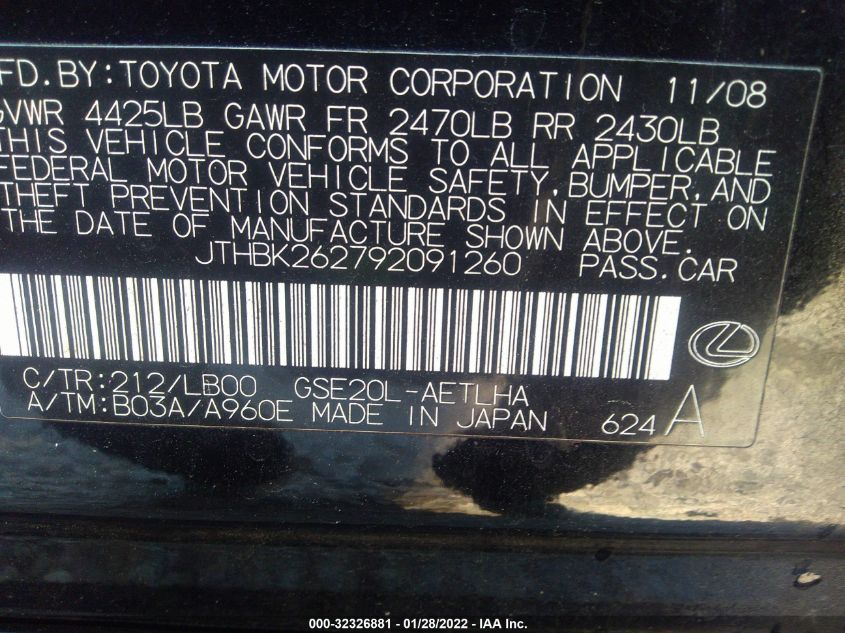 FD. BY: TOYOTA MOTOR CORPORATION 11/08
GVWR 4425LB GAWR FR 2470LB RR 2430LB
THIS VEHICLE CONFORMS TO ALL APPLICABLE
FEDERAL MOTOR VEHICLE SAFETY, BUMPER, AND
THEFT PREVENTION STANDARDS IN EFFECT ON
THE DATE OF MANUFACTURE SHOWN ABOVE.
JTHBK262792091260 PASS. CAR
C/TR: 212/LB00 GSE20L-AETLHA
A/TM: B03A/A960E MADE IN JAPAN 624 A
000-32326881 - 01/28/2022 - IAA Inc.